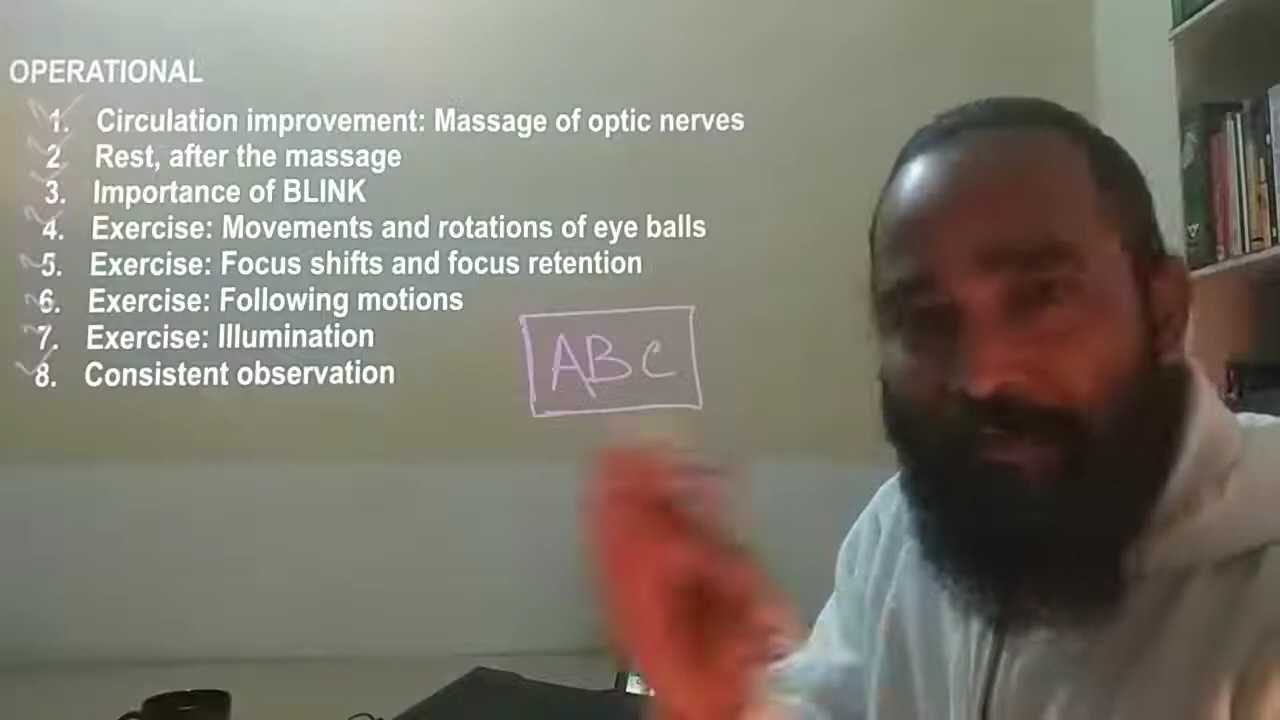 OPERATIONAL
1. Circulation improvement: Massage of optic nerves
2. Rest, after the massage
3. Importance of BLINK
4. Exercise: Movements and rotations of eye balls
5. Exercise: Focus shifts and focus retention
6. Exercise: Following motions
7. Exercise: Illumination
8. Consistent observation
ABC